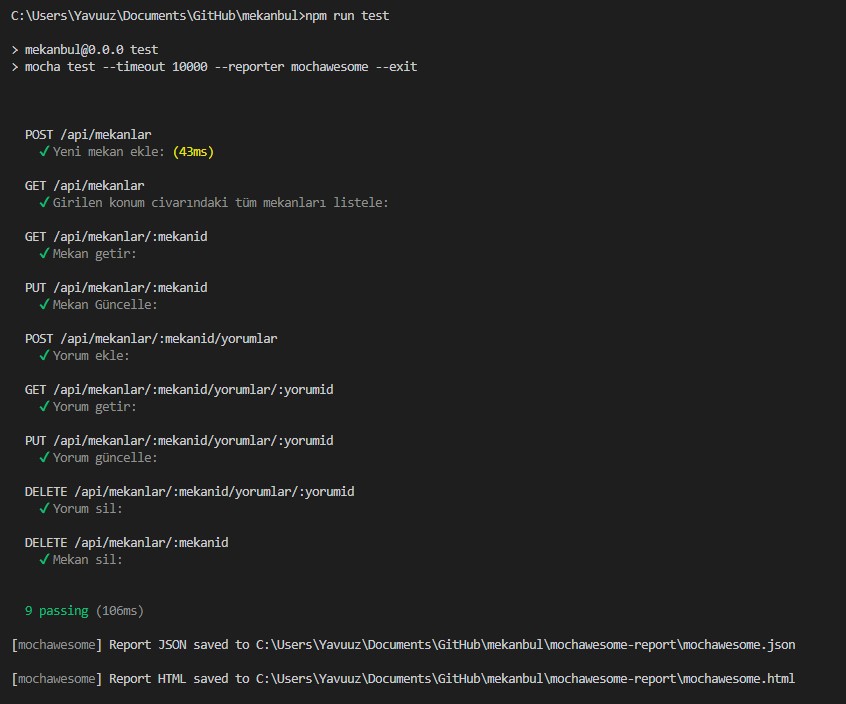 C:\Users\Yavuuz\Documents\GitHub\mekanbul>npm run test
> mekanbul@0.0.0 test
> mocha test --timeout 10000 --reporter mochawesome --exit
POST /api/mekanlar
✓ Yeni mekan ekle: (43ms)
GET /api/mekanlar
✓ Girilen konum civarındaki tüm mekanları listele:
GET /api/mekanlar/:mekanid
✓ Mekan getir:
PUT /api/mekanlar/:mekanid
✓ Mekan Güncelle:
POST /api/mekanlar/:mekanid/yorumlar
✓ Yorum ekle:
GET /api/mekanlar/:mekanid/yorumlar/:yorumid
✓ Yorum getir:
PUT /api/mekanlar/:mekanid/yorumlar/:yorumid
✓ Yorum güncelle:
DELETE /api/mekanlar/:mekanid/yorumlar/:yorumid
✓ Yorum sil:
DELETE /api/mekanlar/:mekanid
✓ Mekan sil:
9 passing (106ms)
[mochawesome] Report JSON saved to C:\Users\Yavuuz\Documents\GitHub\mekanbul\mochawesome-report\mochawesome.json
[mochawesome] Report HTML saved to C:\Users\Yavuuz\Documents\GitHub\mekanbul\mochawesome-report\mochawesome.html